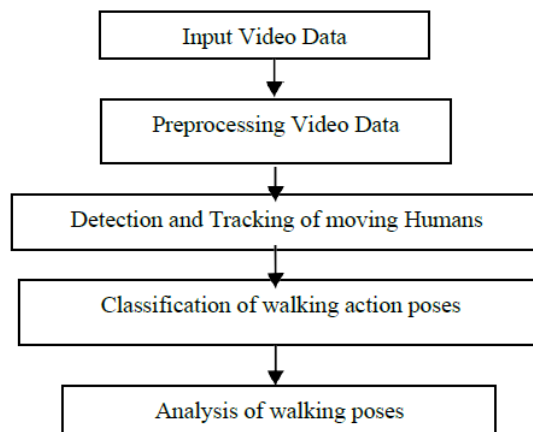 Input Video Data
Preprocessing Video Data
Detection and Tracking of moving Humans
Classification of walking action poses
Analysis of walking poses